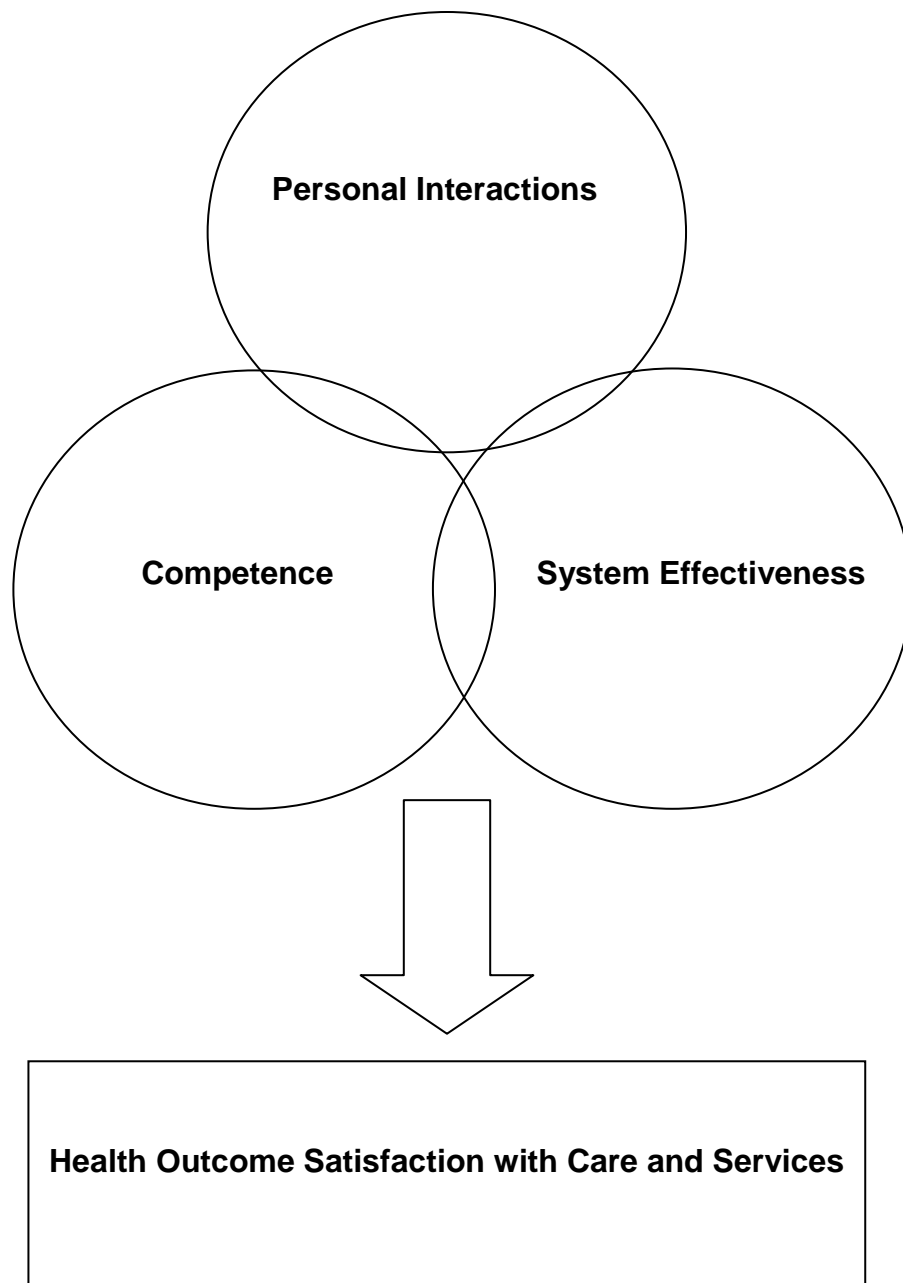 Personal Interactions
Competence
System Effectiveness
Health Outcome Satisfaction with Care and Services